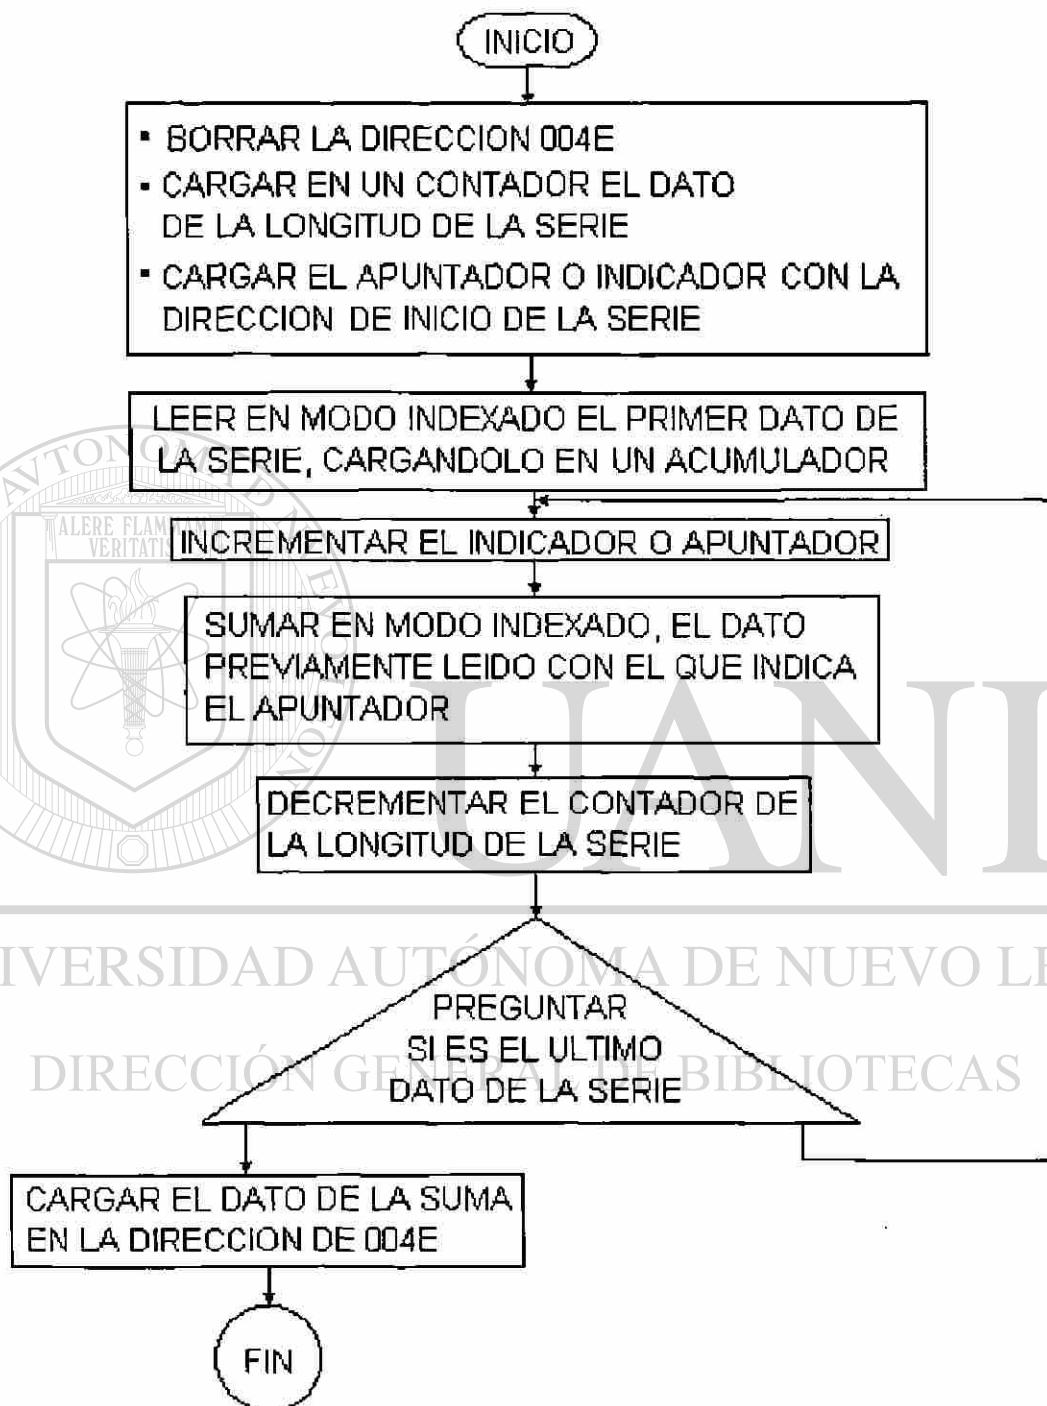 INICIO
▪ BORRAR LA DIRECCION 004E
▪ CARGAR EN UN CONTADOR EL DATO
DE LA LONGITUD DE LA SERIE
▪ CARGAR EL APUNTADOR O INDICADOR CON LA
DIRECCION DE INICIO DE LA SERIE
LEER EN MODO INDEXADO EL PRIMER DATO DE
LA SERIE, CARGANDOLO EN UN ACUMULADOR
INCREMENTAR EL INDICADOR O APUNTADOR
SUMAR EN MODO INDEXADO, EL DATO
PREVIAMENTE LEIDO CON EL QUE INDICA
EL APUNTADOR
DECREMENTAR EL CONTADOR DE
LA LONGITUD DE LA SERIE
PREGUNTAR
SI ES EL ULTIMO
DATO DE LA SERIE
CARGAR EL DATO DE LA SUMA
EN LA DIRECCION DE 004E
FIN
ALERE FLAMMAM
VERITATIS
UANL
IVERSIDAD AUTÓNOMA DE NUEVO LE
DIRECCIÓN GENERAL DE BIBLIOTECAS